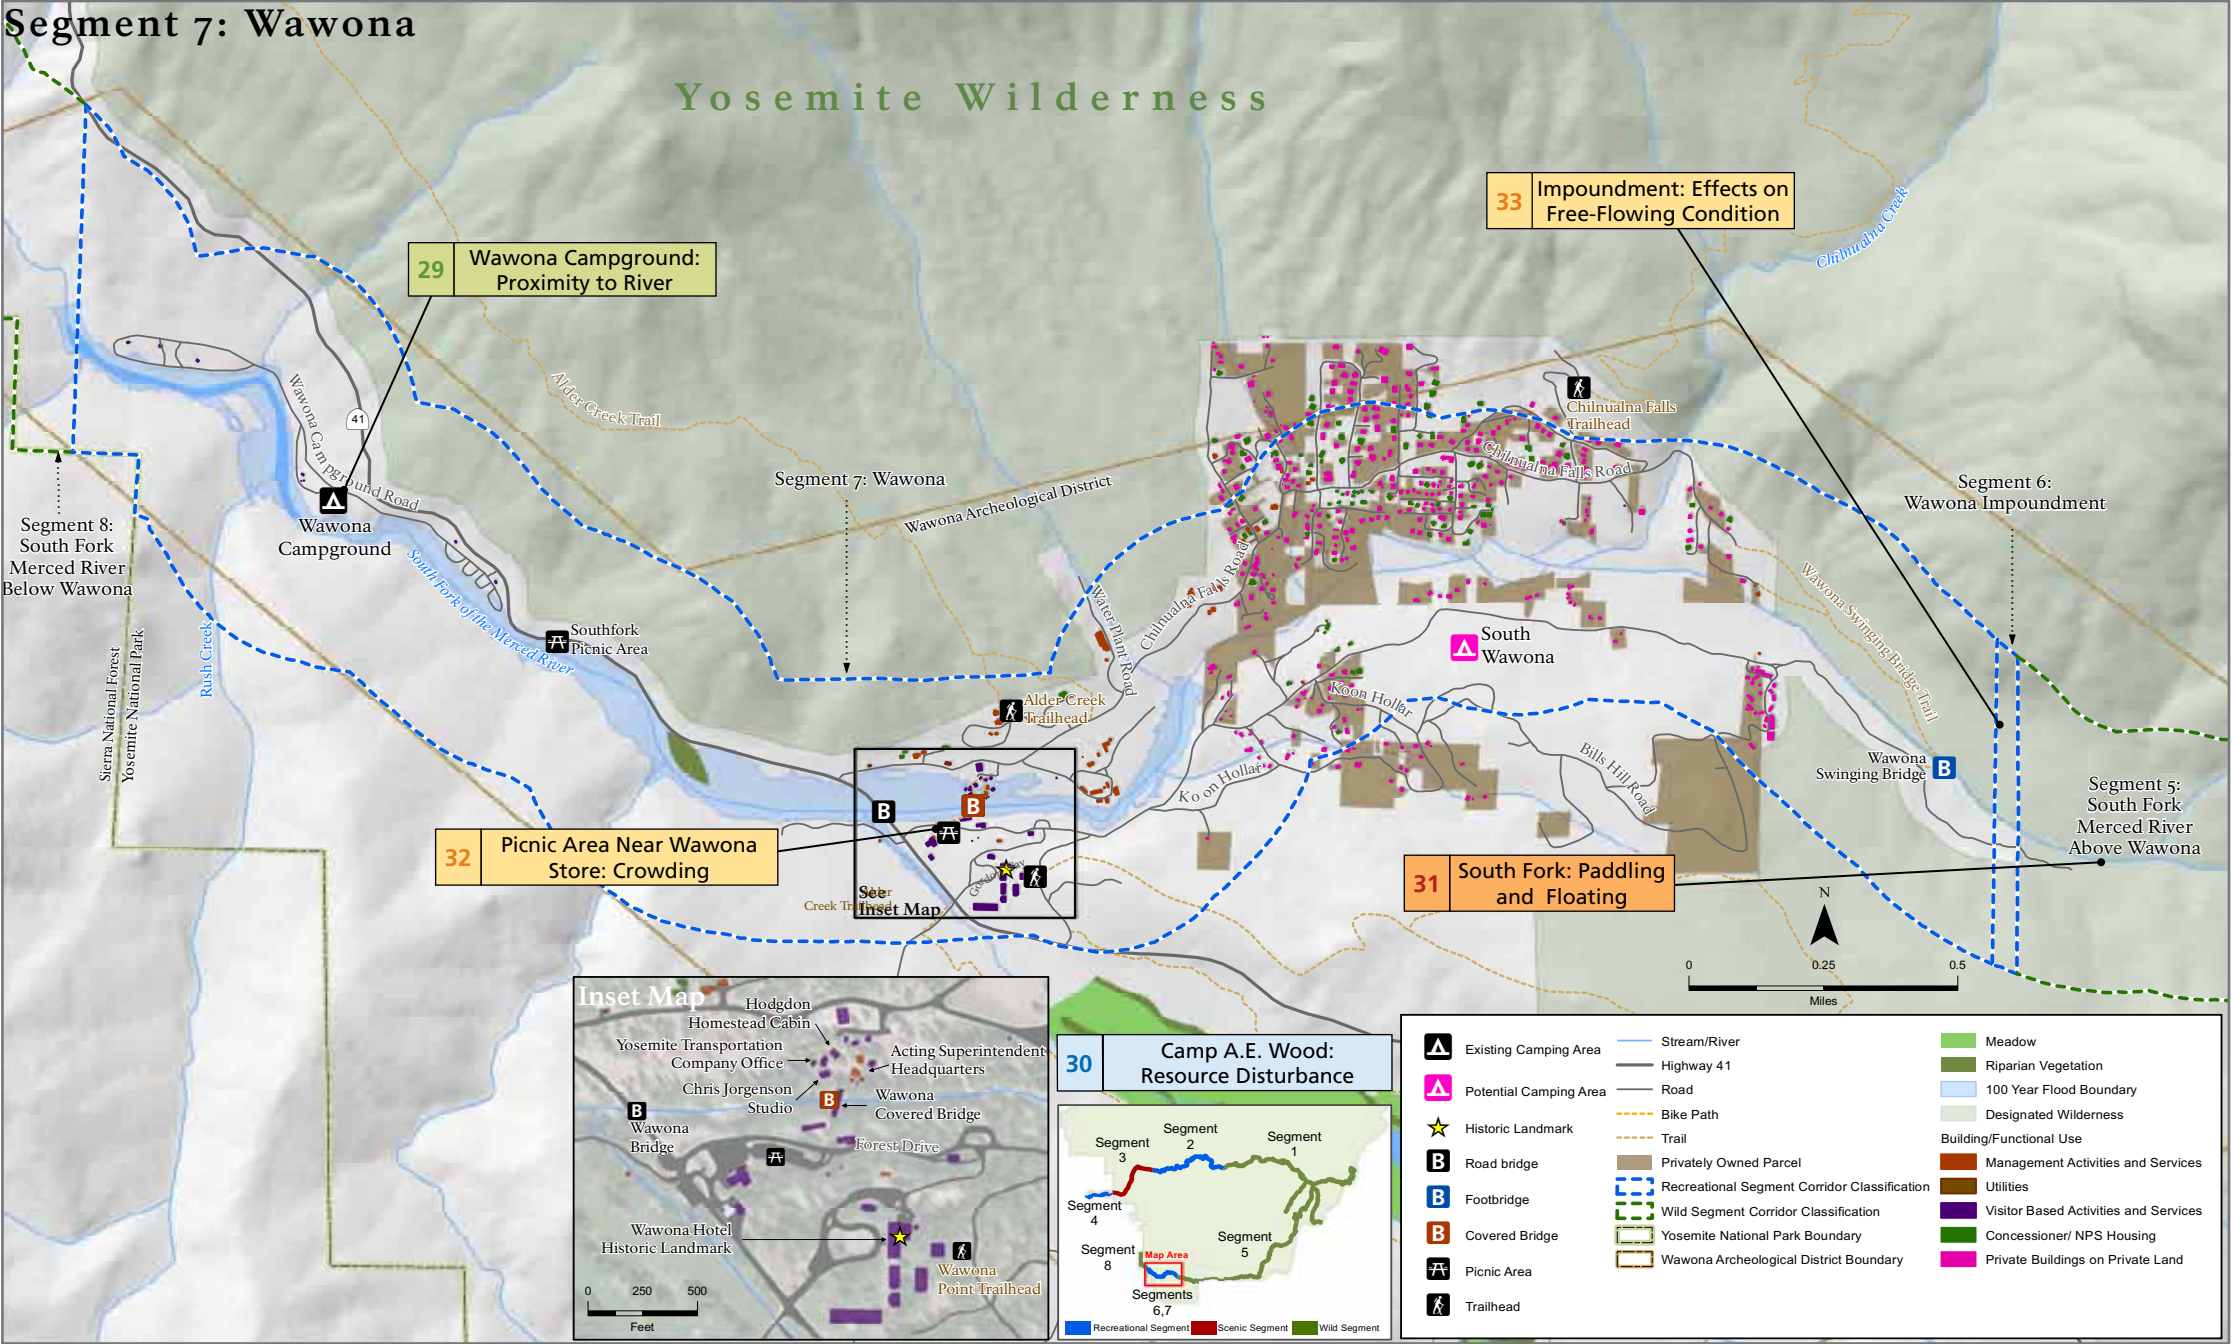 Segment 7: Wawona
Yosemite Wilderness
33
Impoundment: Effects on
Free-Flowing Condition
Chilnualna Creek
29
Wawona Campground:
Proximity to River
Alder Creek Trail
Wawona Campground Road
41
Chilnualna Falls
Trailhead
Chilnualna Falls Road
Segment 7: Wawona
Wawona Archeological District
Segment 6:
Wawona Impoundment
Segment 8:
South Fork
Merced River
Below Wawona
Wawona
Campground
South Fork of the Merced River
Rush Creek
Sierra National Forest
Yosemite National Park
Southfork
Picnic Area
Water Plant Road
Chilnualna Falls Road
Wawona Swinging Bridge Trail
South
Wawona
Koon Hollar
Alder Creek
Trailhead
Koon Hollar
Bills Hill Road
Wawona
Swinging Bridge
B
Segment 5:
South Fork
Merced River
Above Wawona
B
B
32
Picnic Area Near Wawona
Store: Crowding
Alder
Creek Trailhead
See
Inset Map
31
South Fork: Paddling
and Floating
N
0 0.25 0.5
Miles
Inset Map
Hodgdon
Homestead Cabin
Yosemite Transportation
Company Office
Acting Superintendent
Headquarters
Chris Jorgenson
Studio
B
Wawona
Covered Bridge
B
Wawona
Bridge
Forest Drive
Wawona Hotel
Historic Landmark
Wawona
Point Trailhead
0 250 500
Feet
30
Camp A.E. Wood:
Resource Disturbance
Segment
1
Segment
2
Segment
3
Segment
4
Segment
5
Segment
8
Map Area
Segments
6,7
Recreational Segment
Scenic Segment
Wild Segment
Existing Camping Area
Potential Camping Area
Historic Landmark
B Road bridge
B Footbridge
B Covered Bridge
Picnic Area
Trailhead
Stream/River
Highway 41
Road
Bike Path
Trail
Privately Owned Parcel
Recreational Segment Corridor Classification
Wild Segment Corridor Classification
Yosemite National Park Boundary
Wawona Archeological District Boundary
Meadow
Riparian Vegetation
100 Year Flood Boundary
Designated Wilderness
Building/Functional Use
Management Activities and Services
Utilities
Visitor Based Activities and Services
Concessioner/ NPS Housing
Private Buildings on Private Land